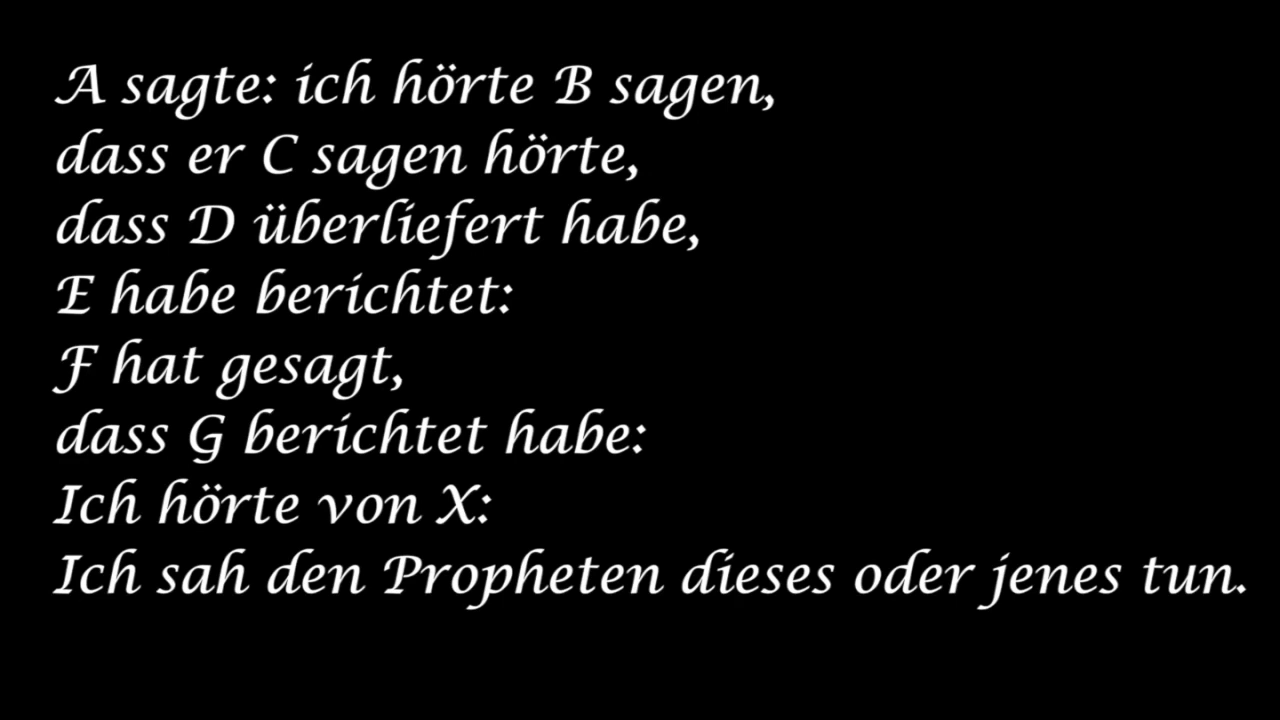 A sagte: ich hörte B sagen,
dass er C sagen hörte,
dass D überliefert habe,
E habe berichtet:
F hat gesagt,
dass G berichtet habe:
Ich hörte von X:
Ich sah den Propheten dieses oder jenes tun.